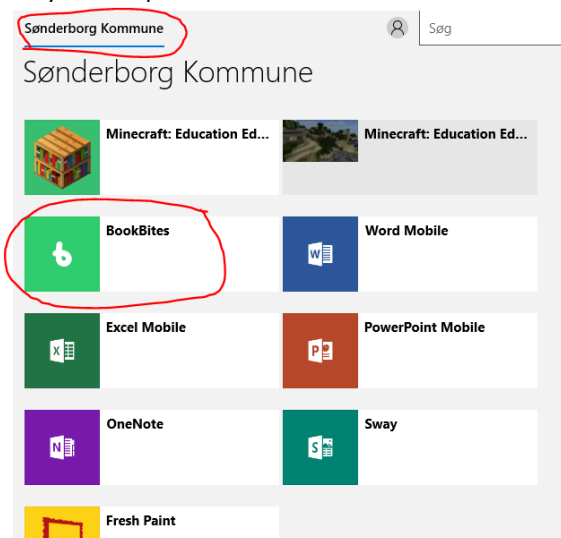 Sønderborg Kommune
Søg
Sønderborg Kommune
Minecraft: Education Ed...
Minecraft: Education Ed...
BookBites
Word Mobile
Excel Mobile
PowerPoint Mobile
OneNote
Sway
Fresh Paint